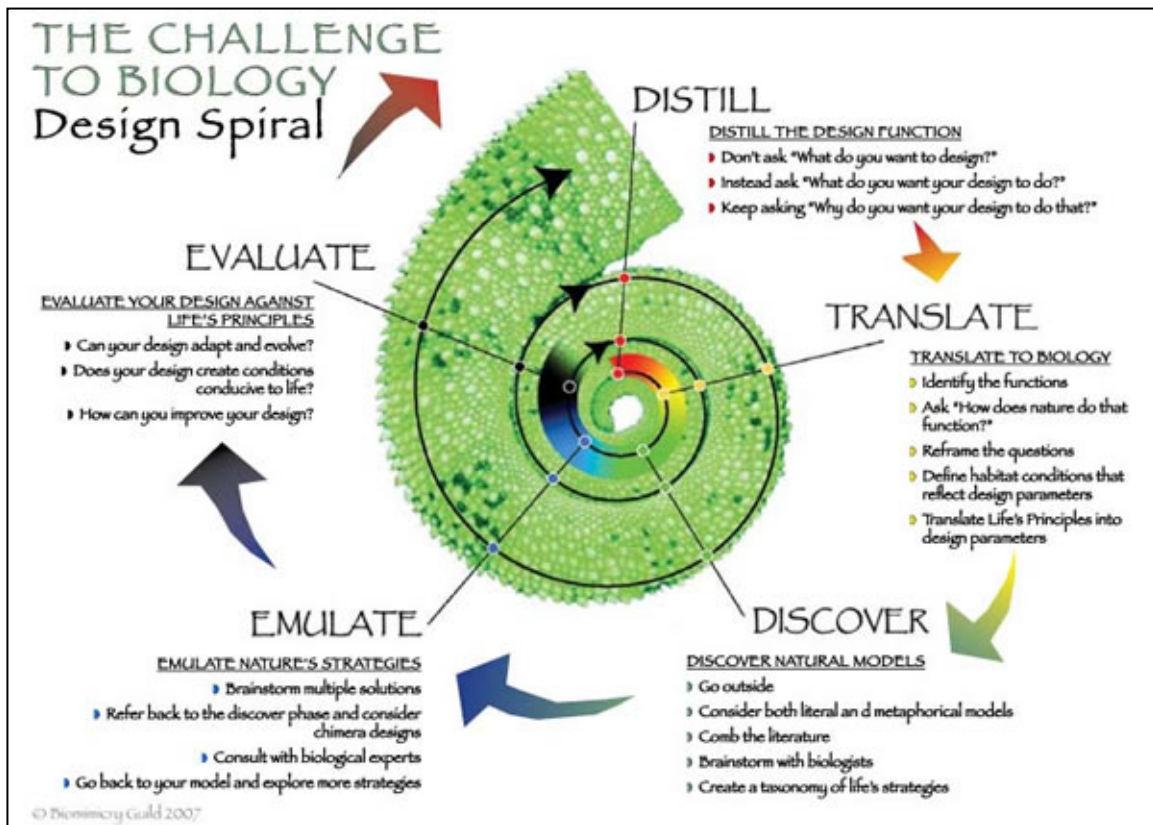 THE CHALLENGE
TO BIOLOGY
Design Spiral
DISTILL
DISTILL THE DESIGN FUNCTION
Don't ask "What do you want to design?"
Instead ask "What do you want your design to do?"
Keep asking "Why do you want your design to do that?"
TRANSLATE
TRANSLATE TO BIOLOGY
Identify the functions
Ask "How does nature do that
function?"
Reframe the questions
Define habitat conditions that
reflect design parameters
Translate Life's Principles into
design parameters
DISCOVER
DISCOVER NATURAL MODELS
Go outside
Consider both literal an d metaphorical models
Comb the literature
Brainstorm with biologists
Create a taxonomy of life's strategies
EMULATE
EMULATE NATURE'S STRATEGIES
Brainstorm multiple solutions
Refer back to the discover phase and consider
chimera designs
Consult with biological experts
Go back to your model and explore more strategies
EVALUATE
EVALUATE YOUR DESIGN AGAINST
LIFE'S PRINCIPLES
Can your design adapt and evolve?
Does your design create conditions
conducive to life?
How can you improve your design?
© Biomimicry Guild 2007